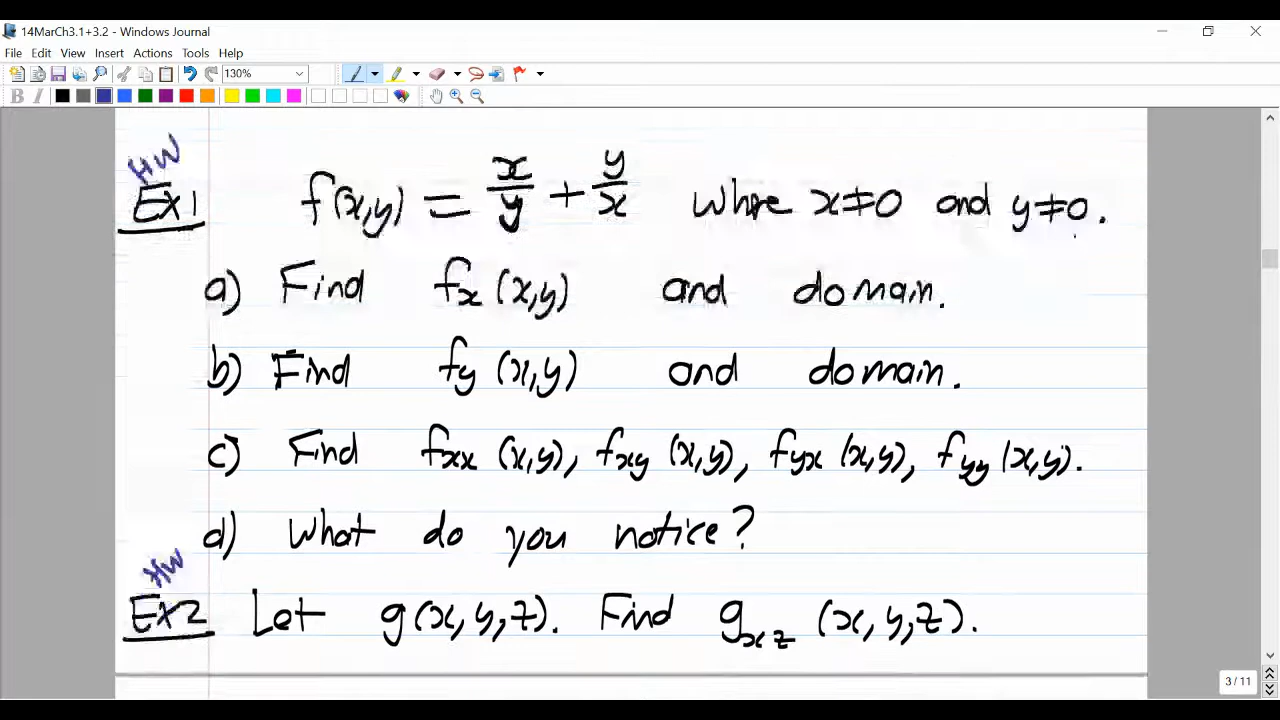 14MarCh3.1+3.2 - Windows Journal
File Edit View Insert Actions Tools Help
130%
B I
HW
Ex1 f(x,y) = x/y + y/x where x≠0 and y≠0.
a) Find fx (x,y) and domain.
b) Find fy (x,y) and domain.
c) Find fxx (x,y), fxy (x,y), fyx (x,y), fyy (x,y).
d) What do you notice?
HW
Ex2 Let g(x,y,z). Find gxz (x,y,z).
3 / 11